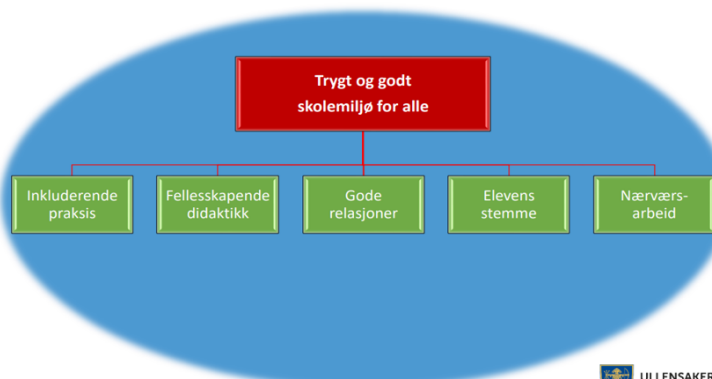 Trygt og godt
skolemiljø for alle
Inkluderende
praksis
Fellesskapende
didaktikk
Gode
relasjoner
Elevens
stemme
Nærværs-
arbeid
ULLENSAKER